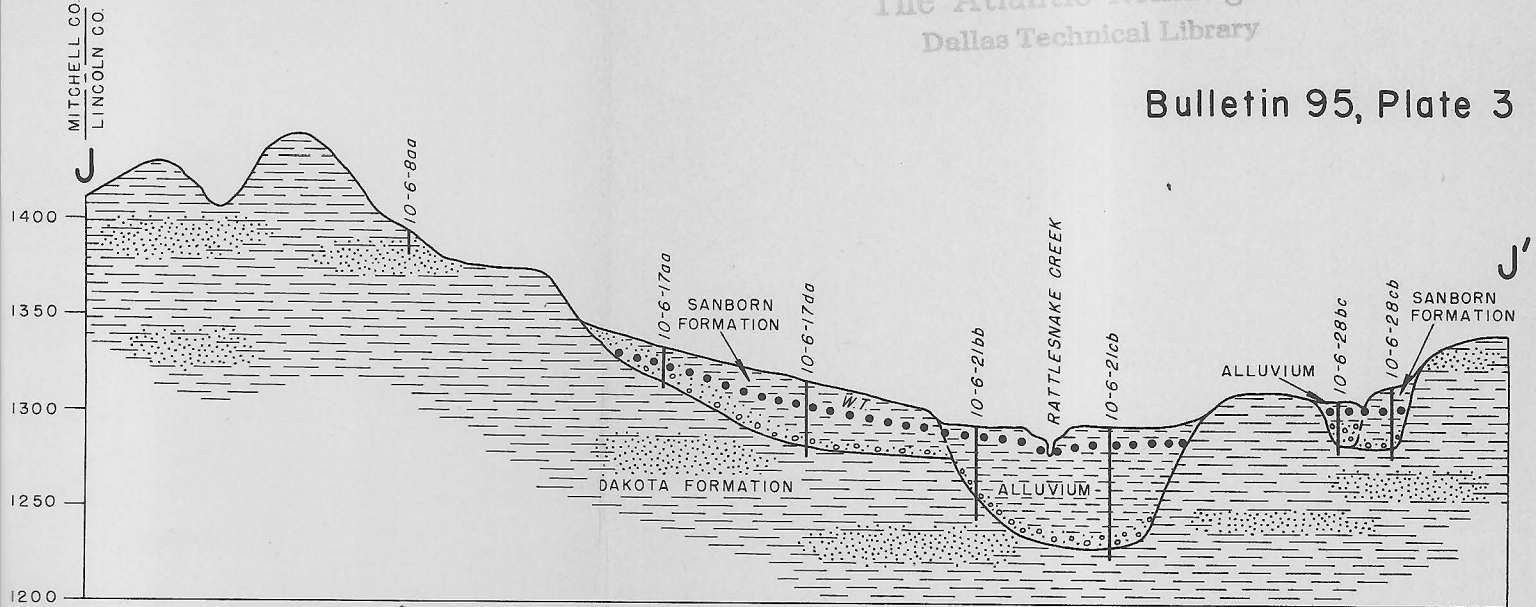 The Atlantic
Dallas Technical Library
Bulletin 95, Plate 3
MITCHELL CO.
LINCOLN CO.
J
J'
1400
1350
1300
1250
1200
10-6-8aa
10-6-17aa
SANBORN
FORMATION
10-6-17da
W.T.
10-6-21bb
RATTLESNAKE CREEK
10-6-21cb
ALLUVIUM
10-6-28bc
10-6-28cb
SANBORN
FORMATION
DAKOTA FORMATION
ALLUVIUM